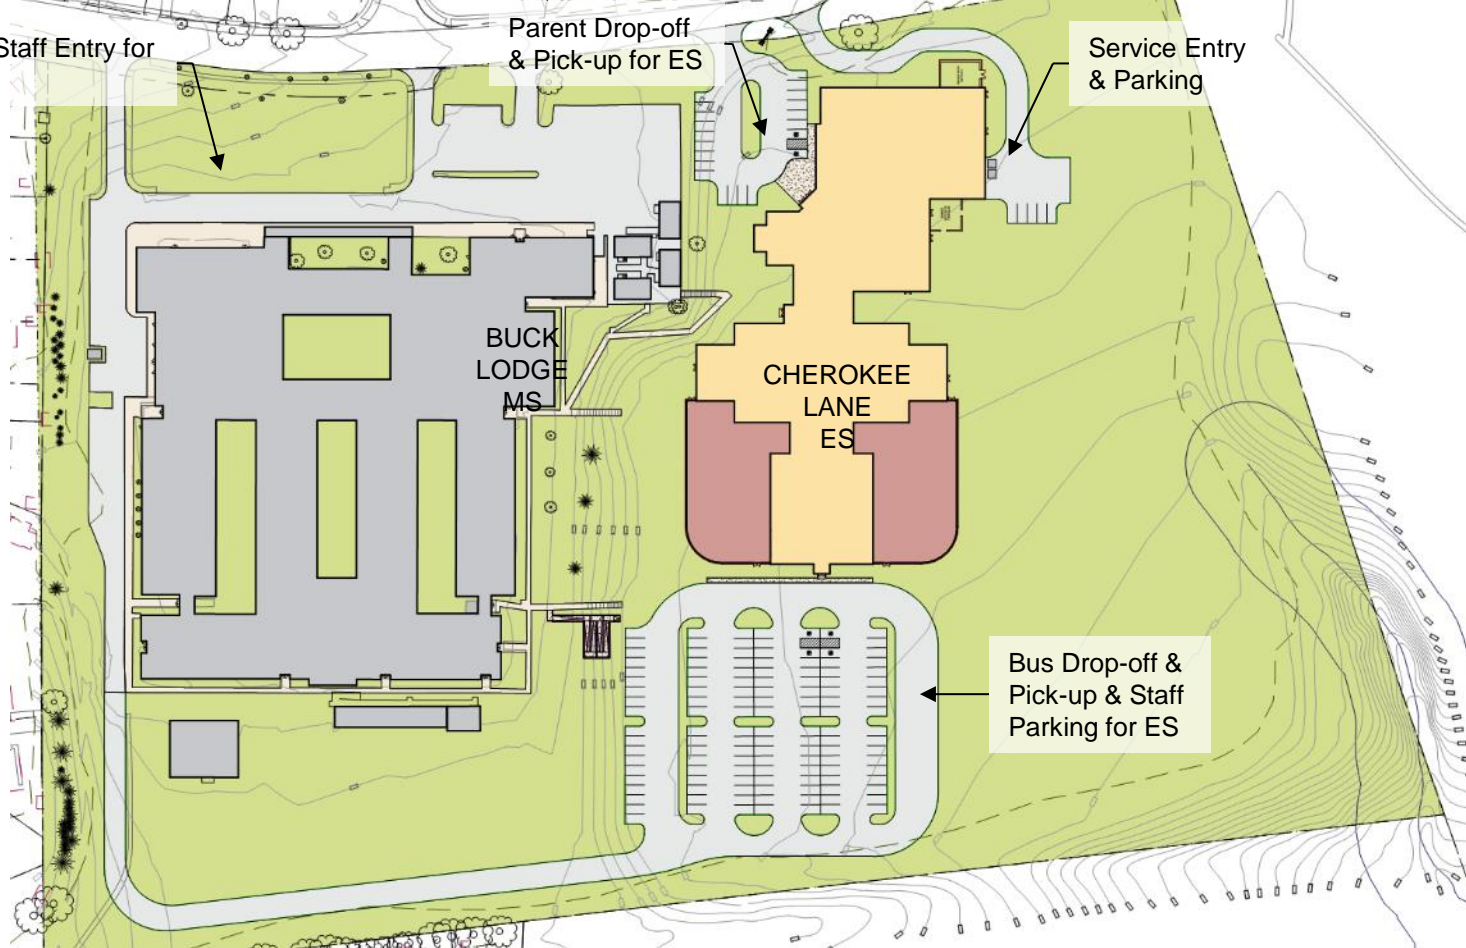 Staff Entry for
Parent Drop-off
& Pick-up for ES
Service Entry
& Parking
BUCK
LODGE
MS
CHEROKEE
LANE
ES
Bus Drop-off &
Pick-up & Staff
Parking for ES